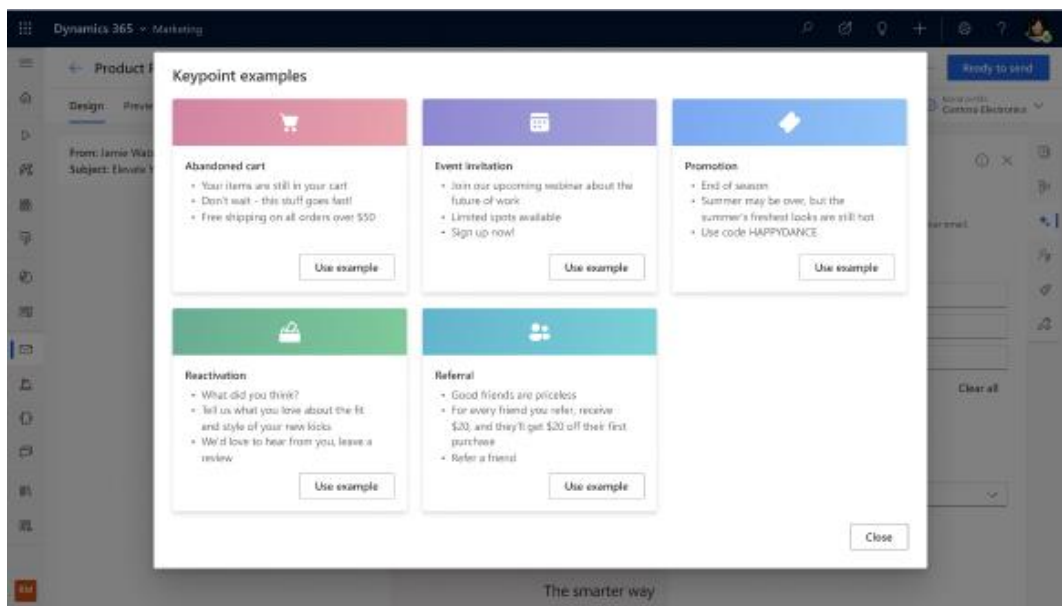 Dynamics 365
Marketing
Product
Ready to send
Design
Contoso Electronics
From: Jamie
Subject: Elevate
Keypoint examples
Abandoned cart
• Your items are still in your cart
• Don't wait - this stuff goes fast!
• Free shipping on all orders over $50
Use example
Event invitation
• Join our upcoming webinar about the
future of work
• Limited spots available
• Sign up now!
Use example
Promotion
• End of season
• Summer may be over, but the
summer's freshest looks are still hot
• Use code HAPPYDANCE
Use example
Reactivation
• What did you think?
• Tell us what you love about the fit
and style of your new kicks
• We'd love to hear from you, leave a
review
Use example
Referral
• Good friends are priceless
• For every friend you refer, receive
$20, and they'll get $20 off their first
purchase
• Refer a friend
Use example
Clear all
Close
RM
The smarter way